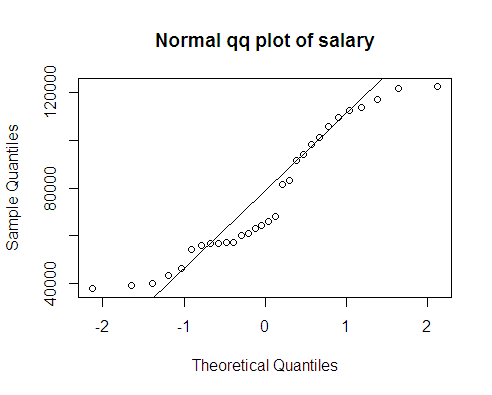 Normal qq plot of salary
Sample Quantiles
120000
80000
40000
-2 -1 0 1 2
Theoretical Quantiles